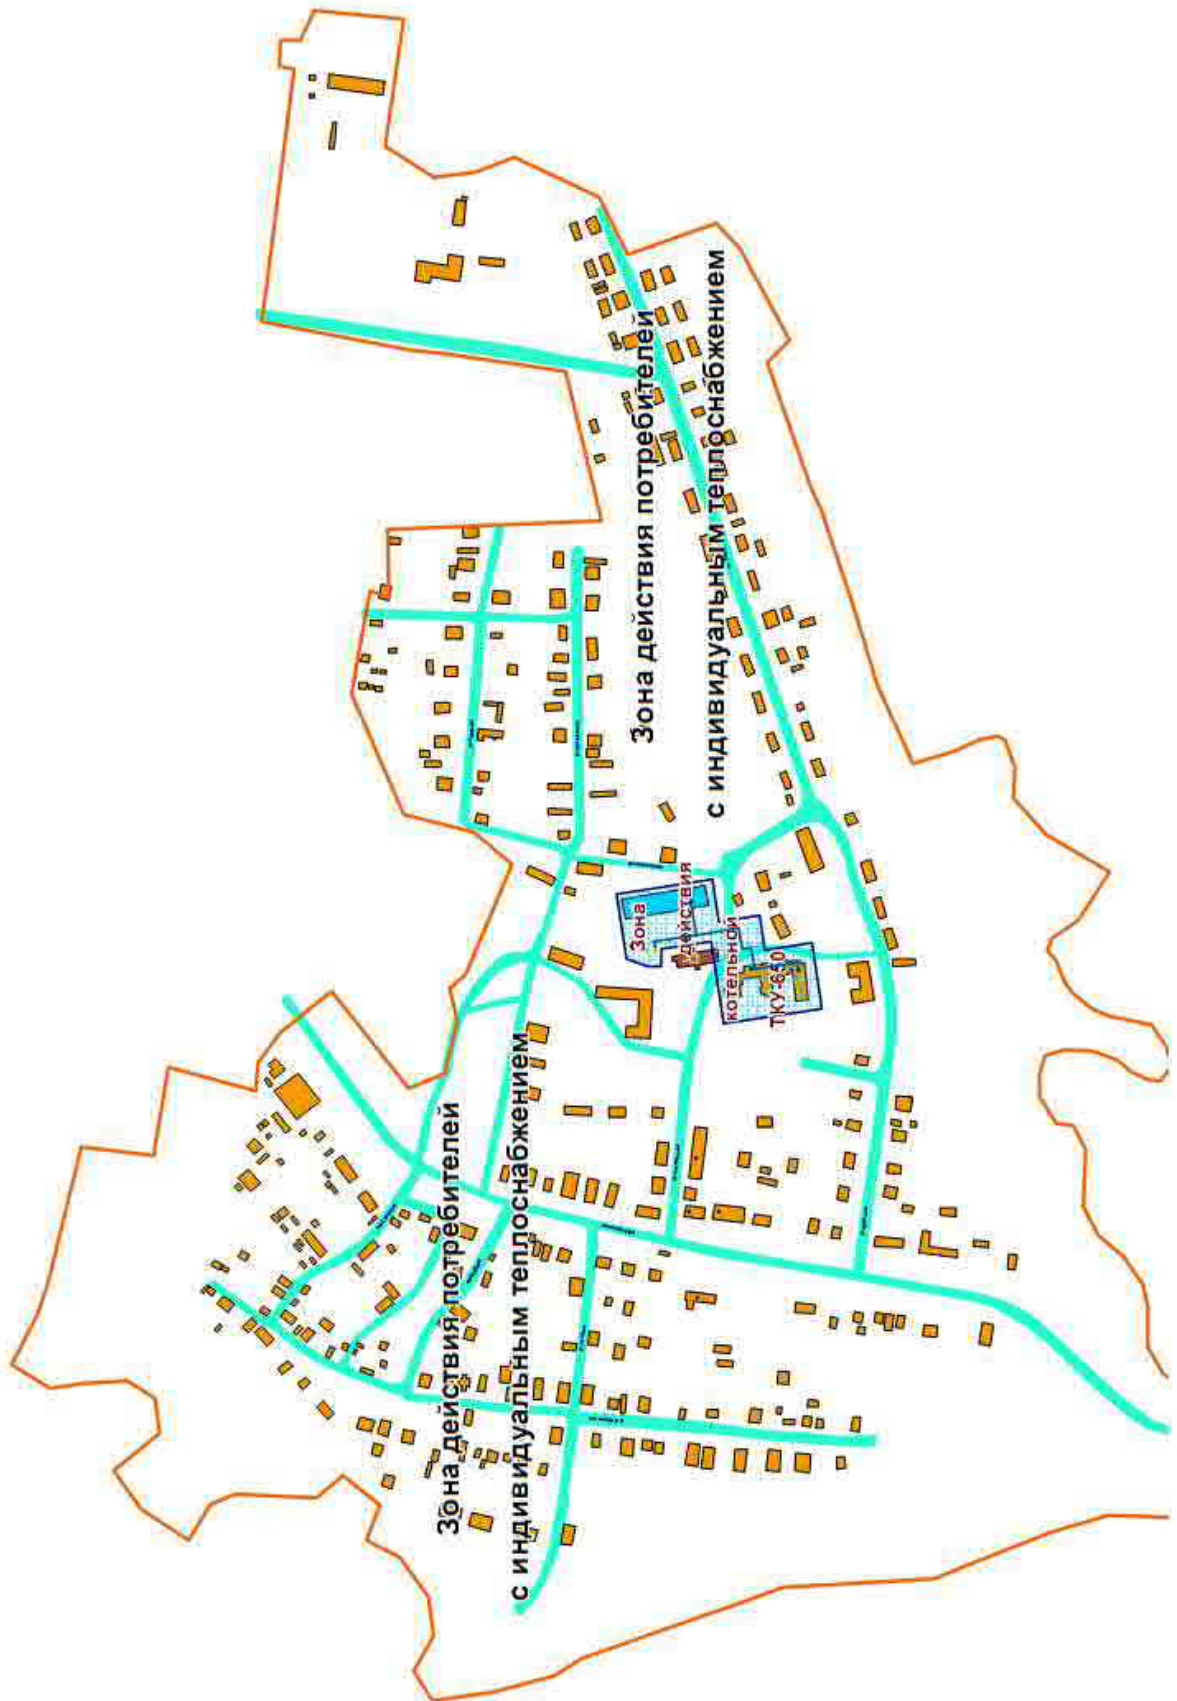 Зона действия потребителей
с индивидуальным теплоснабжением
Зона
действия
котельной
ТКУ-650
Зона действия потребителей
с индивидуальным теплоснабжением